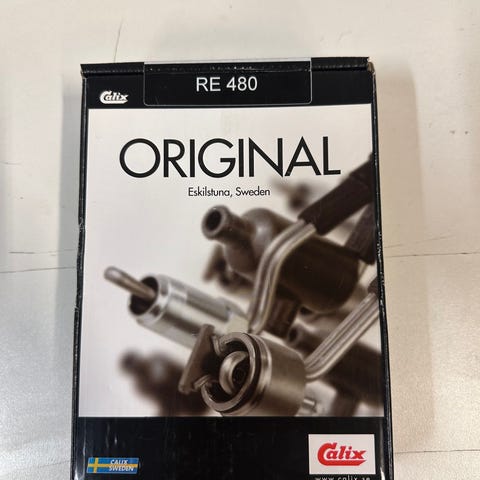 RE 480
Calix
ORIGINAL
Eskilstuna, Sweden
CALIX
SWEDEN
Calix
www.calix.se